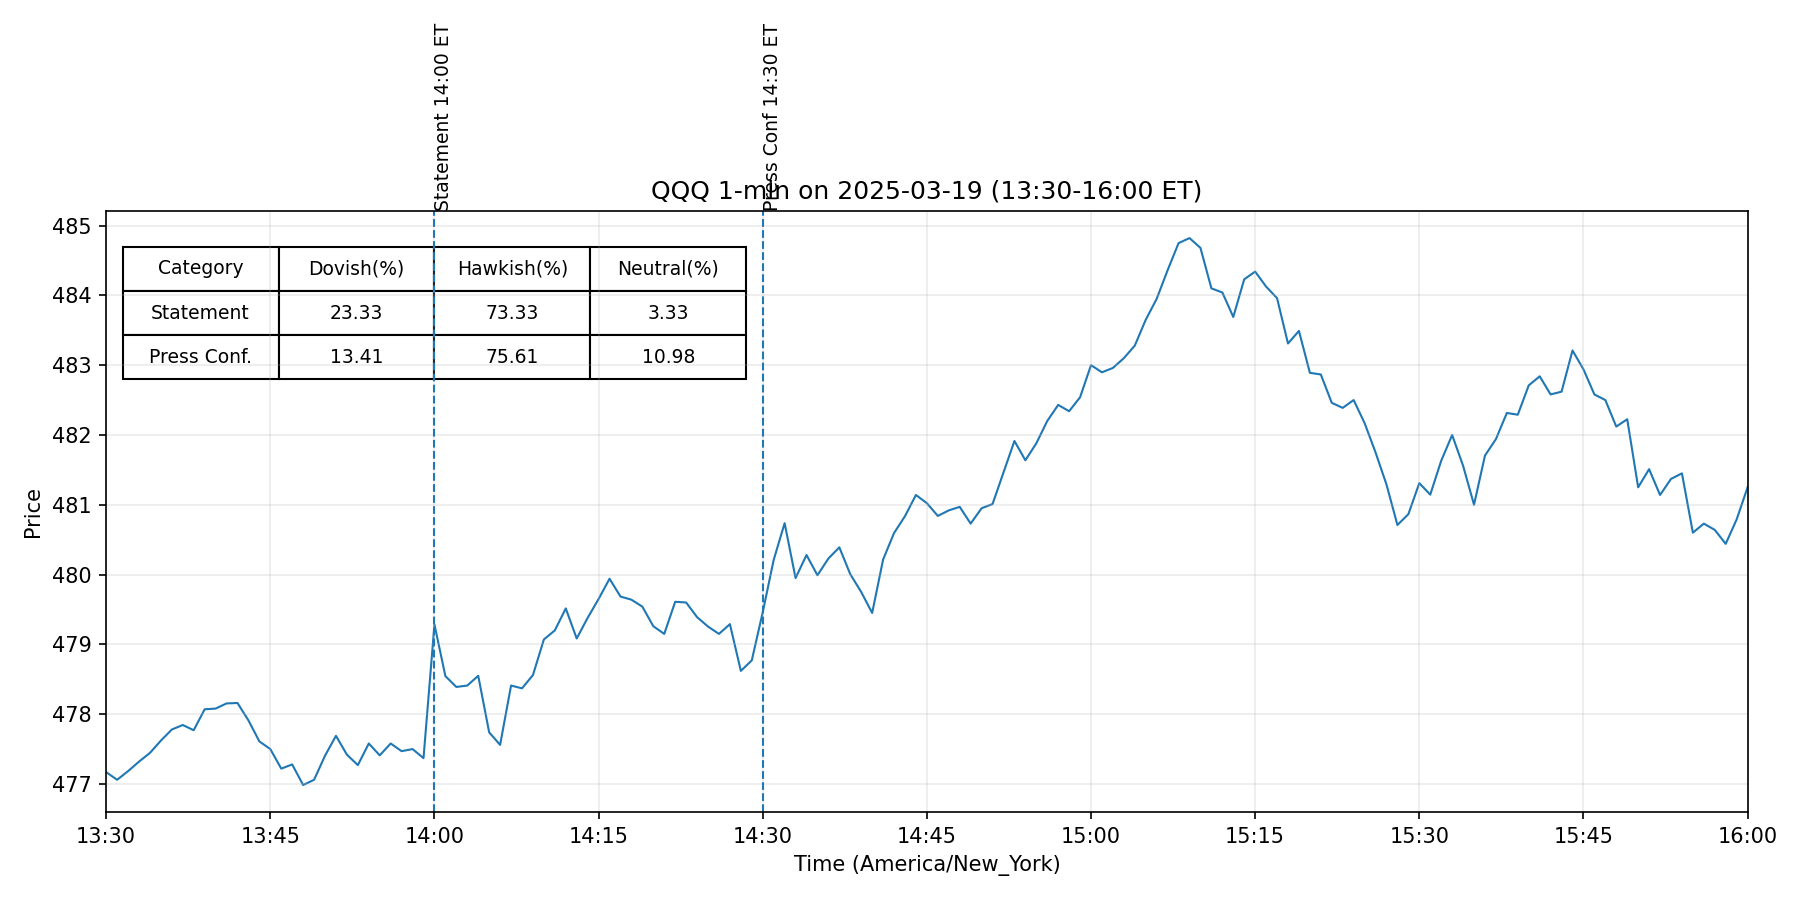 Statement 14:00 ET
Press Conf 14:30 ET
QQQ 1-min on 2025-03-19 (13:30-16:00 ET)
Category Dovish(%) Hawkish(%) Neutral(%)
Statement 23.33 73.33 3.33
Press Conf. 13.41 75.61 10.98
485
484
483
482
481
480
479
478
477
Price
13:30 13:45 14:00 14:15 14:30 14:45 15:00 15:15 15:30 15:45 16:00
Time (America/New_York)